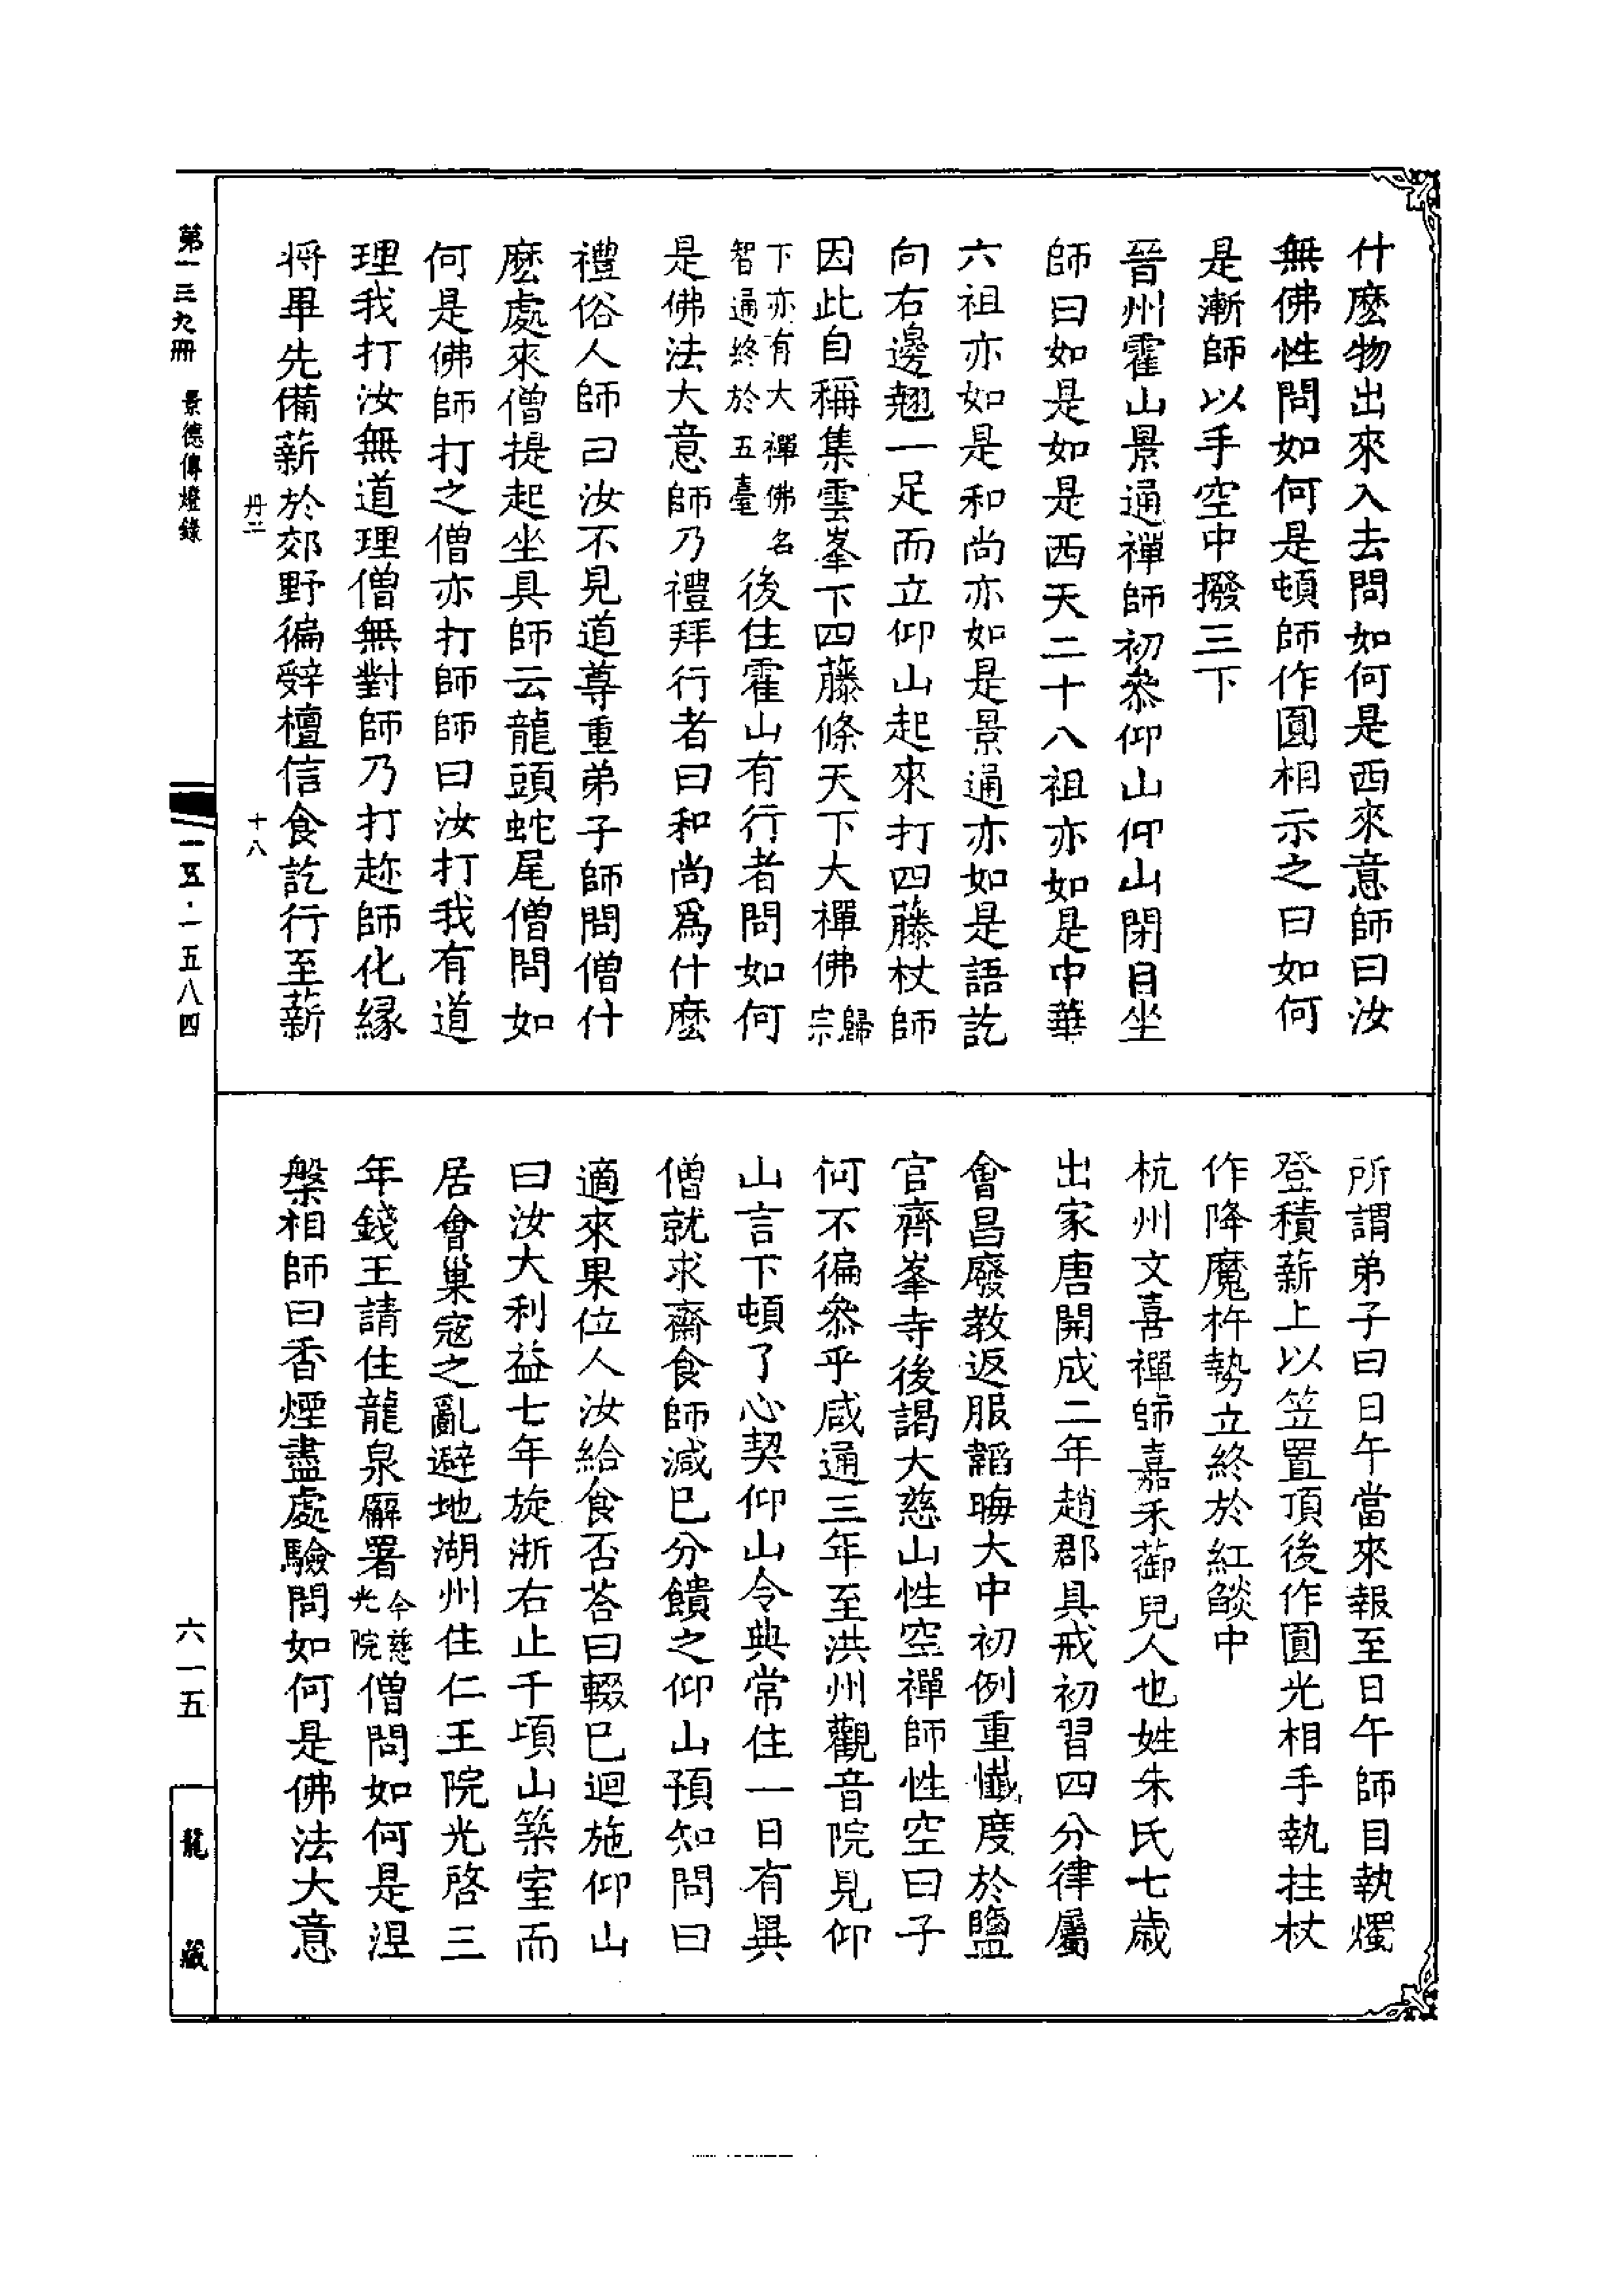 什麽物出來入去問如何是西來意師曰汝
無佛性問如何是頓師作圓相示之曰如何
是漸師以手空中撥三下
晉州霍山景通禪師初叅仰山仰山閉目坐
師曰如是如是西天二十八祖亦如是中華
六祖亦如是和尚亦如是景通亦如是語訖
向右邊翹一足而立仰山起來打四藤杖師
因此自稱集雲峯下四藤條天下大禪佛歸宗
下亦有大禪佛名智通終於五臺後住霍山有行者問如何
是佛法大意師乃禮拜行者曰和尚爲什麽
禮俗人師曰汝不見道尊重弟子師問僧什
麽處來僧提起坐具師云龍頭蛇尾僧問如
何是佛師打之僧亦打師師曰汝打我有道
理我打汝無道理僧無對師乃打趂師化緣
將畢先備薪於郊野徧辤檀信食訖行至薪
所謂弟子曰日午當來報至日午師目執燭
登積薪上以笠置頂後作圓光相手執拄杖
作降魔杵勢立終於紅燄中
杭州文喜禪師嘉禾蓹兒人也姓朱氏七歲
出家唐開成二年趙郡具戒初習四分律屬
會昌廢教返服韜晦大中初例重懺度於鹽
官齊峯寺後謁大慈山性空禪師性空曰子
何不徧叅乎咸通三年至洪州觀音院見仰
山言下頓了心契仰山令典常住一日有異
僧就求齋食師減巳分饋之仰山預知問曰
適來果位人汝給食否荅曰輟巳迴施仰山
曰汝大利益七年旋浙右止千頃山築室而
居會巢寇之亂避地湖州住仁王院光啓三
年錢王請住龍泉廨署今慈光院僧問如何是涅
槃相師曰香煙盡處驗問如何是佛法大意
丹二
十八
第一三九冊
景德傳燈錄
一一五·一五八四
六一五
龍藏